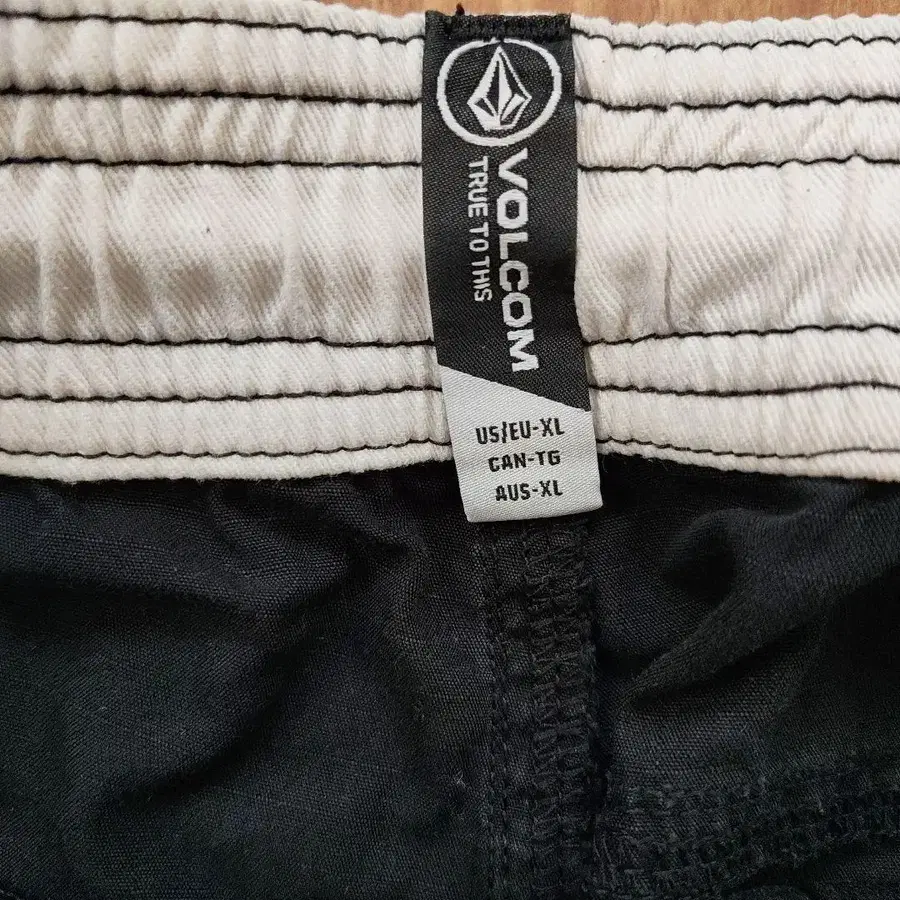 VOLCOM
TRUE TO THIS
US/EU-XL
CAN-TG
AUS-XL